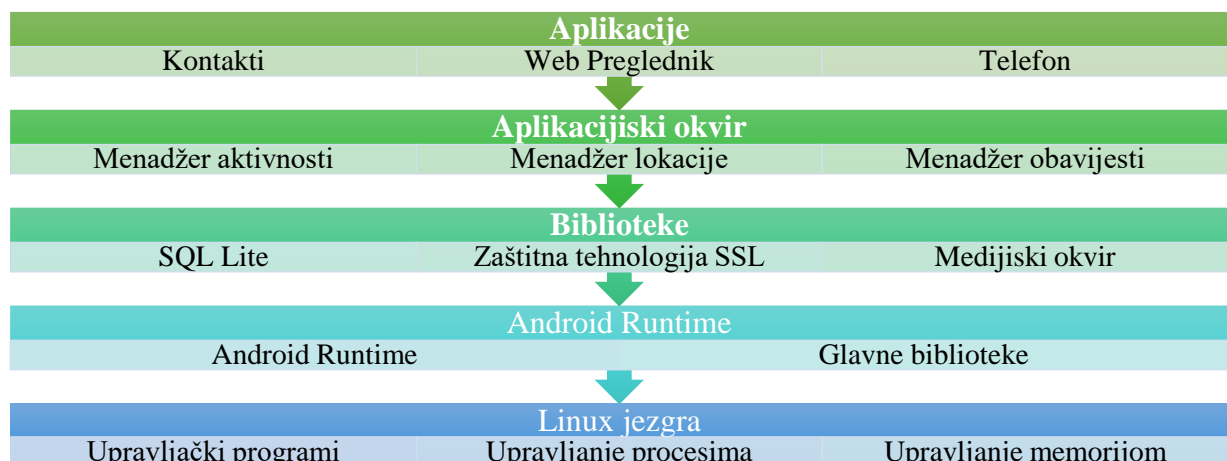 Aplikacije
Kontakti Web Preglednik Telefon
Aplikacijiski okvir
Menadžer aktivnosti Menadžer lokacije Menadžer obavijesti
Biblioteke
SQL Lite Zaštitna tehnologija SSL Medijiski okvir
Android Runtime
Android Runtime Glavne biblioteke
Linux jezgra
Upravljački programi Upravljanje procesima Upravljanje memorijom